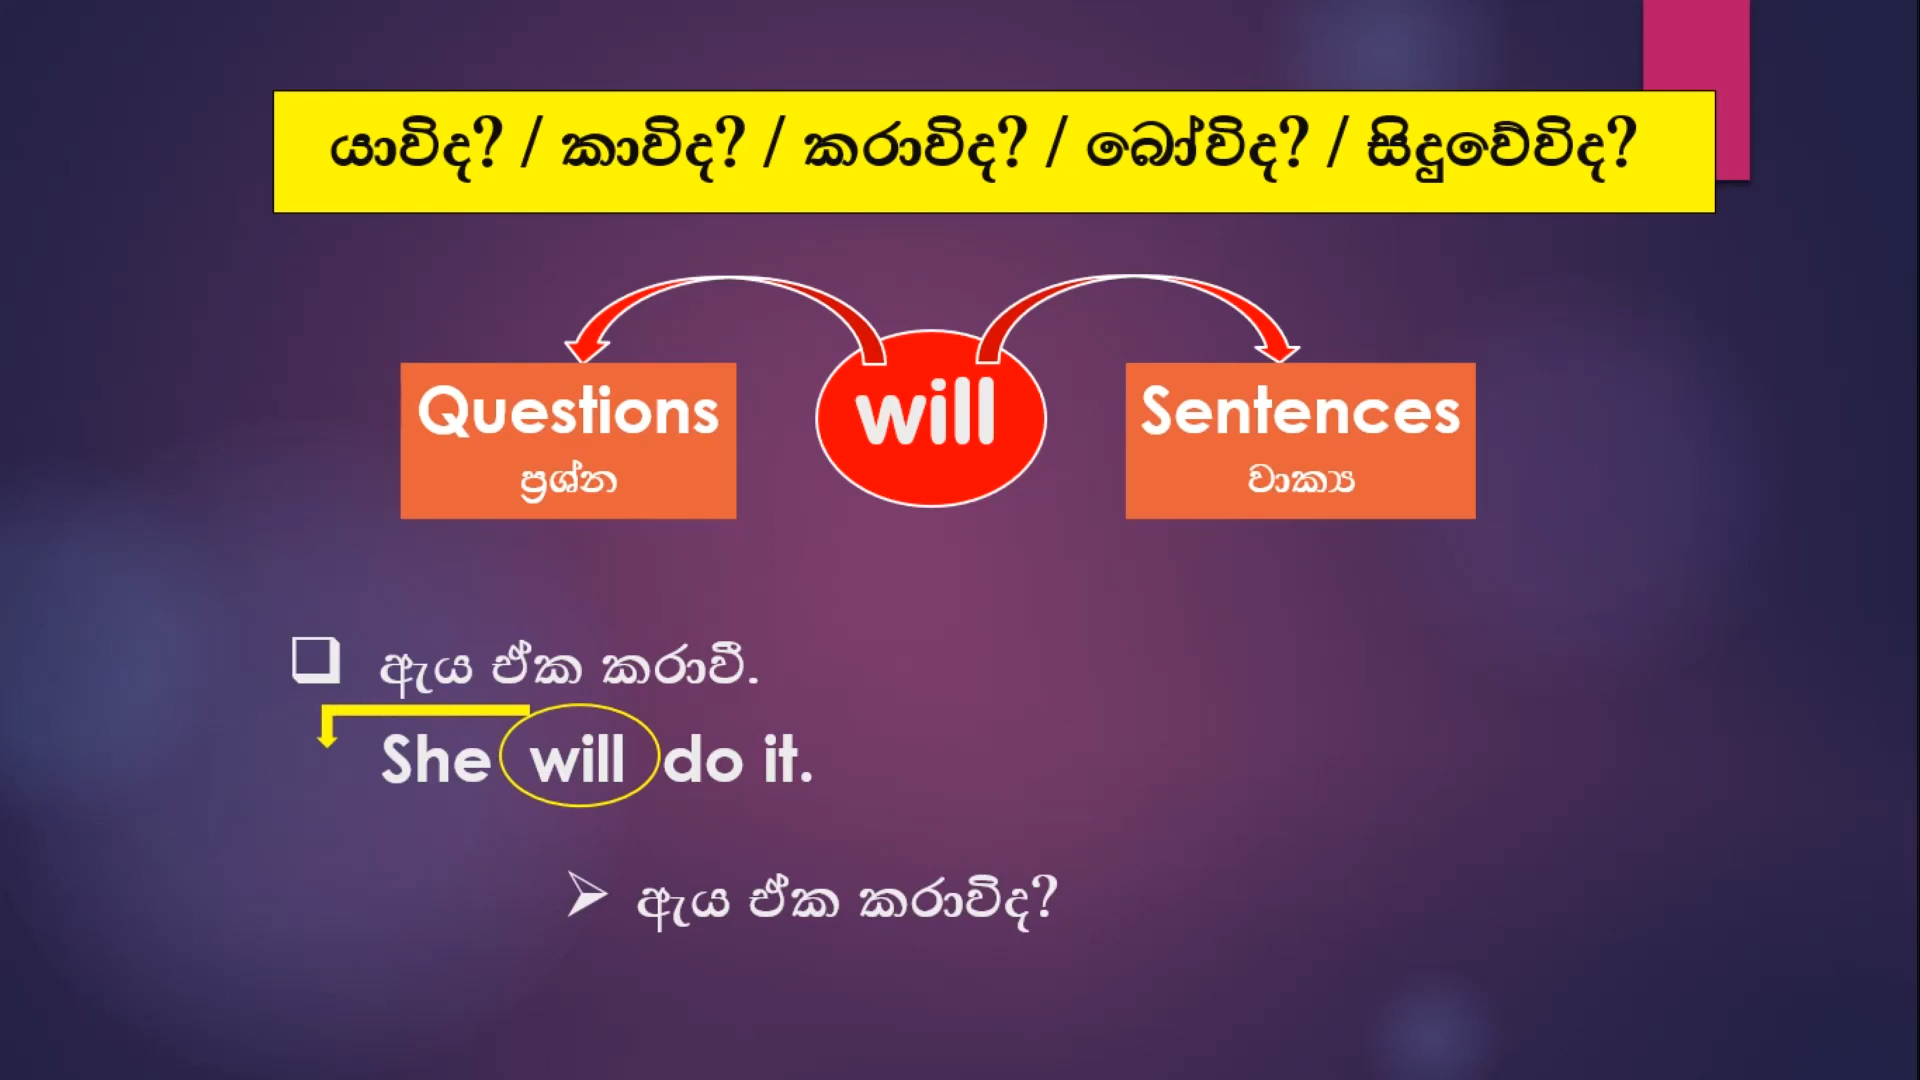 යාවිද? / කාවිද? / කරාවිද? / බෝවිද? / සිදුවේවිද?
Questions
ප්‍රශ්න
will
Sentences
වාක්‍ය
ඇය ඒක කරාවී.
She will do it.
ඇය ඒක කරාවිද?